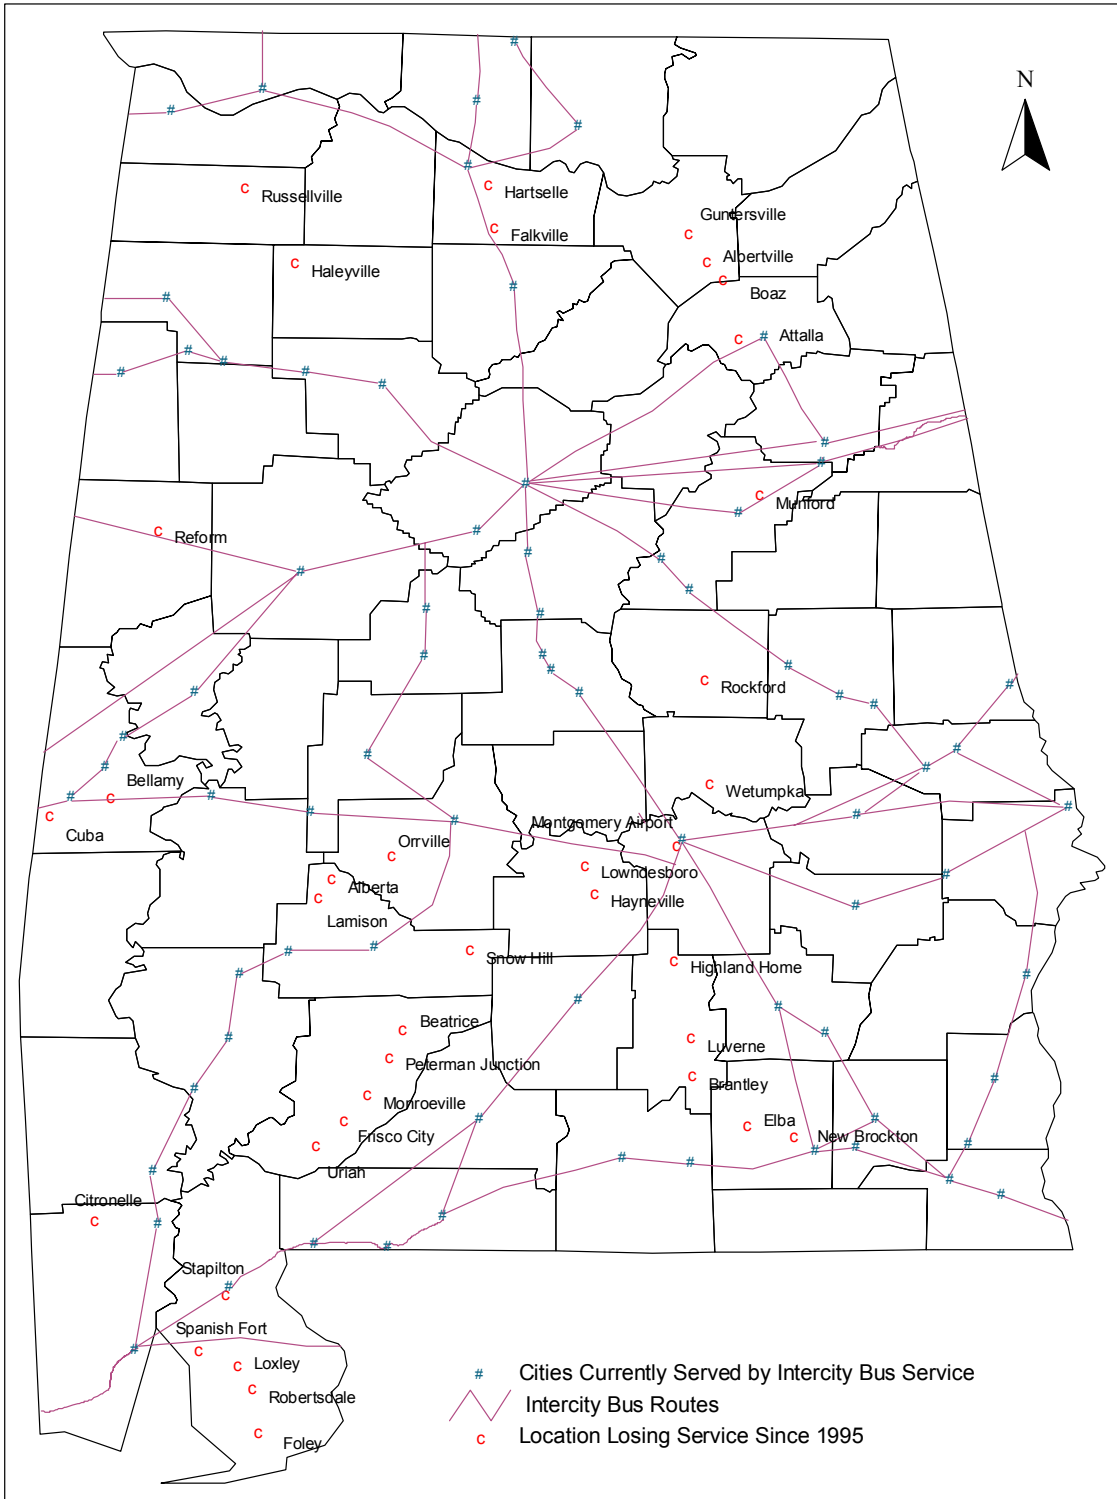 N
Russellville
Hartselle
Guntersville
Falkville
Albertville
Haleyville
Boaz
Attalla
Munford
Reform
Rockford
Bellamy
Wetumpka
Cuba
Montgomery Airport
Orrville
Lowndesboro
Alberta
Hayneville
Lamison
Snow Hill
Highland Home
Beatrice
Luverne
Peterman Junction
Brantley
Monroeville
Elba
Frisco City
New Brockton
Uriah
Citronelle
Stapilton
Spanish Fort
Loxley
Robertsdale
Foley
# Cities Currently Served by Intercity Bus Service
Intercity Bus Routes
c Location Losing Service Since 1995